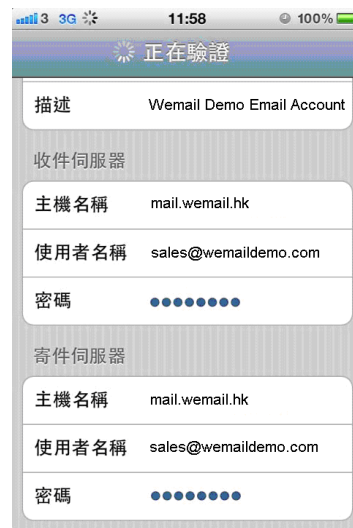 3 3G 11:58 100%
正在驗證
描述 Wemail Demo Email Account
收件伺服器
主機名稱 mail.wemail.hk
使用者名稱 sales@wemaildemo.com
密碼 ●●●●●●●●
寄件伺服器
主機名稱 mail.wemail.hk
使用者名稱 sales@wemaildemo.com
密碼 ●●●●●●●●